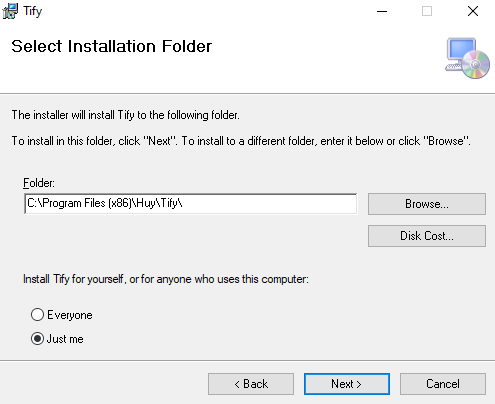 Tify
Select Installation Folder
The installer will install Tify to the following folder.
To install in this folder, click "Next". To install to a different folder, enter it below or click "Browse".
Folder:
C:\Program Files (x86)\Huy\Tify\
Browse...
Disk Cost...
Install Tify for yourself, or for anyone who uses this computer:
Everyone
Just me
< Back
Next >
Cancel